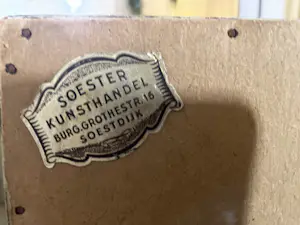 SOESTER
KUNSTHANDEL
BURG. GROTHESTR. 16
SOESTDIJK